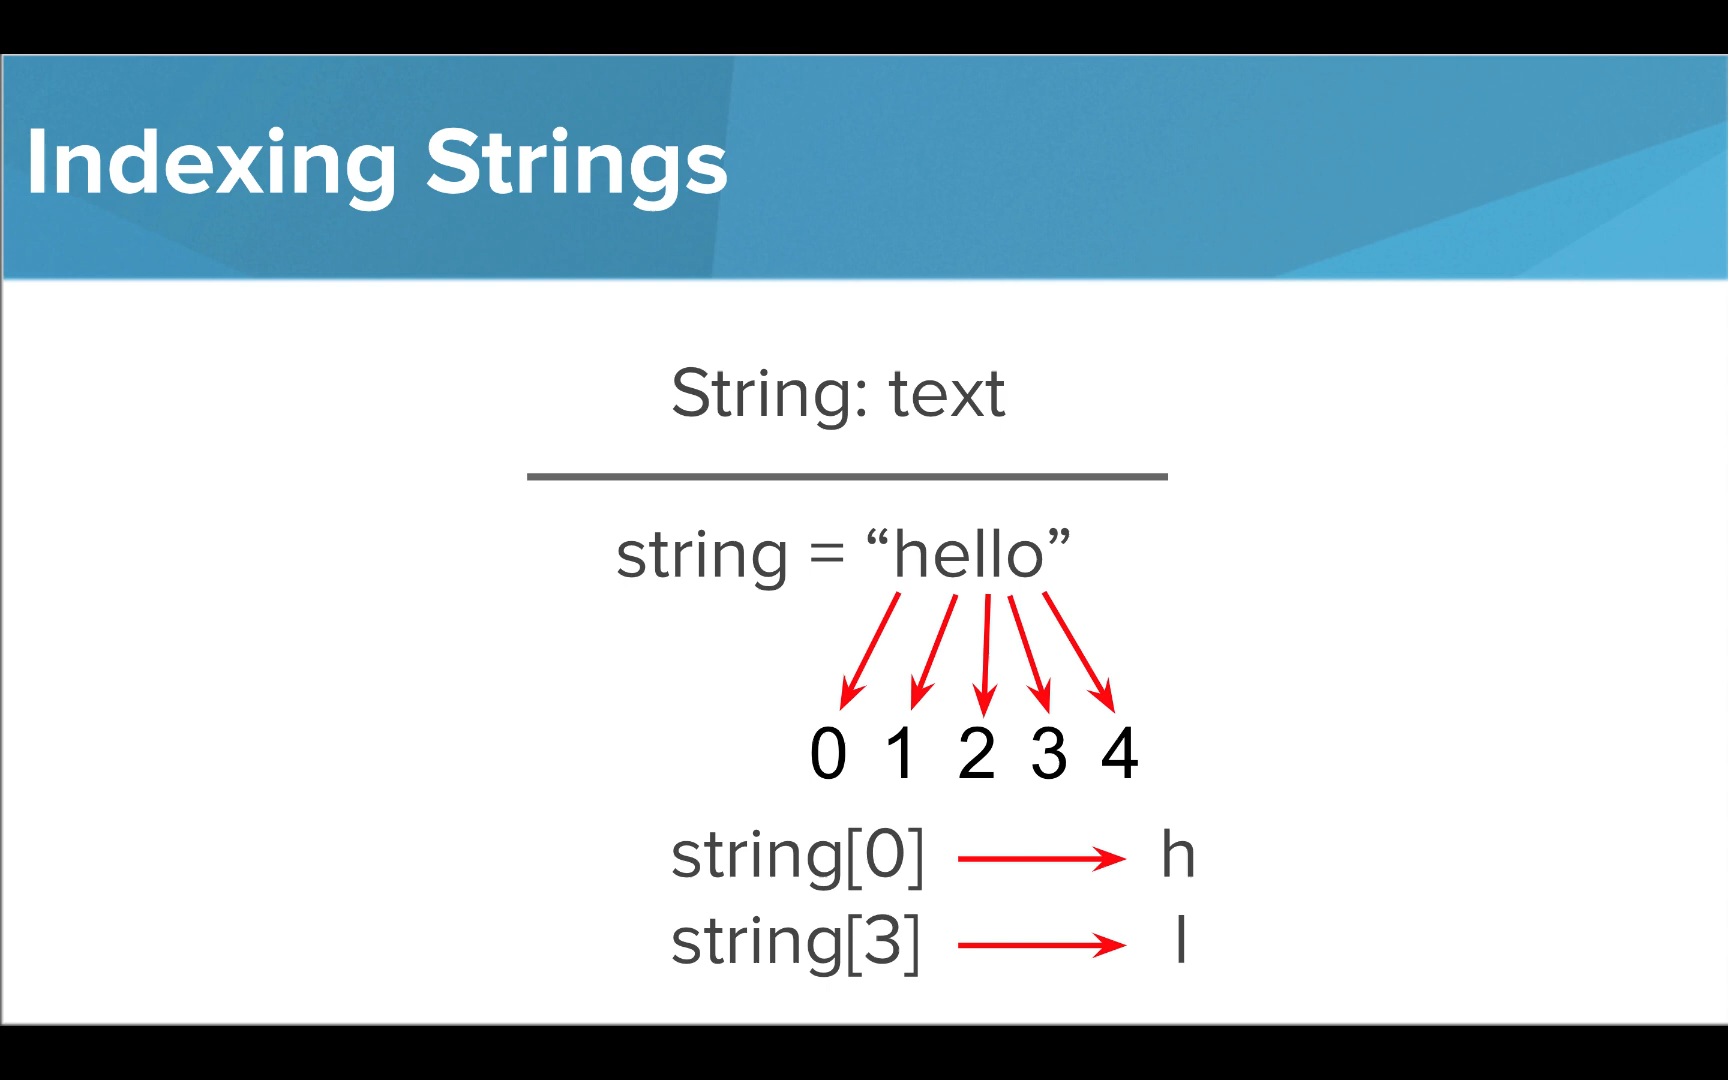 Indexing Strings
String: text
string = “hello”
0 1 2 3 4
string[0] h
string[3] l